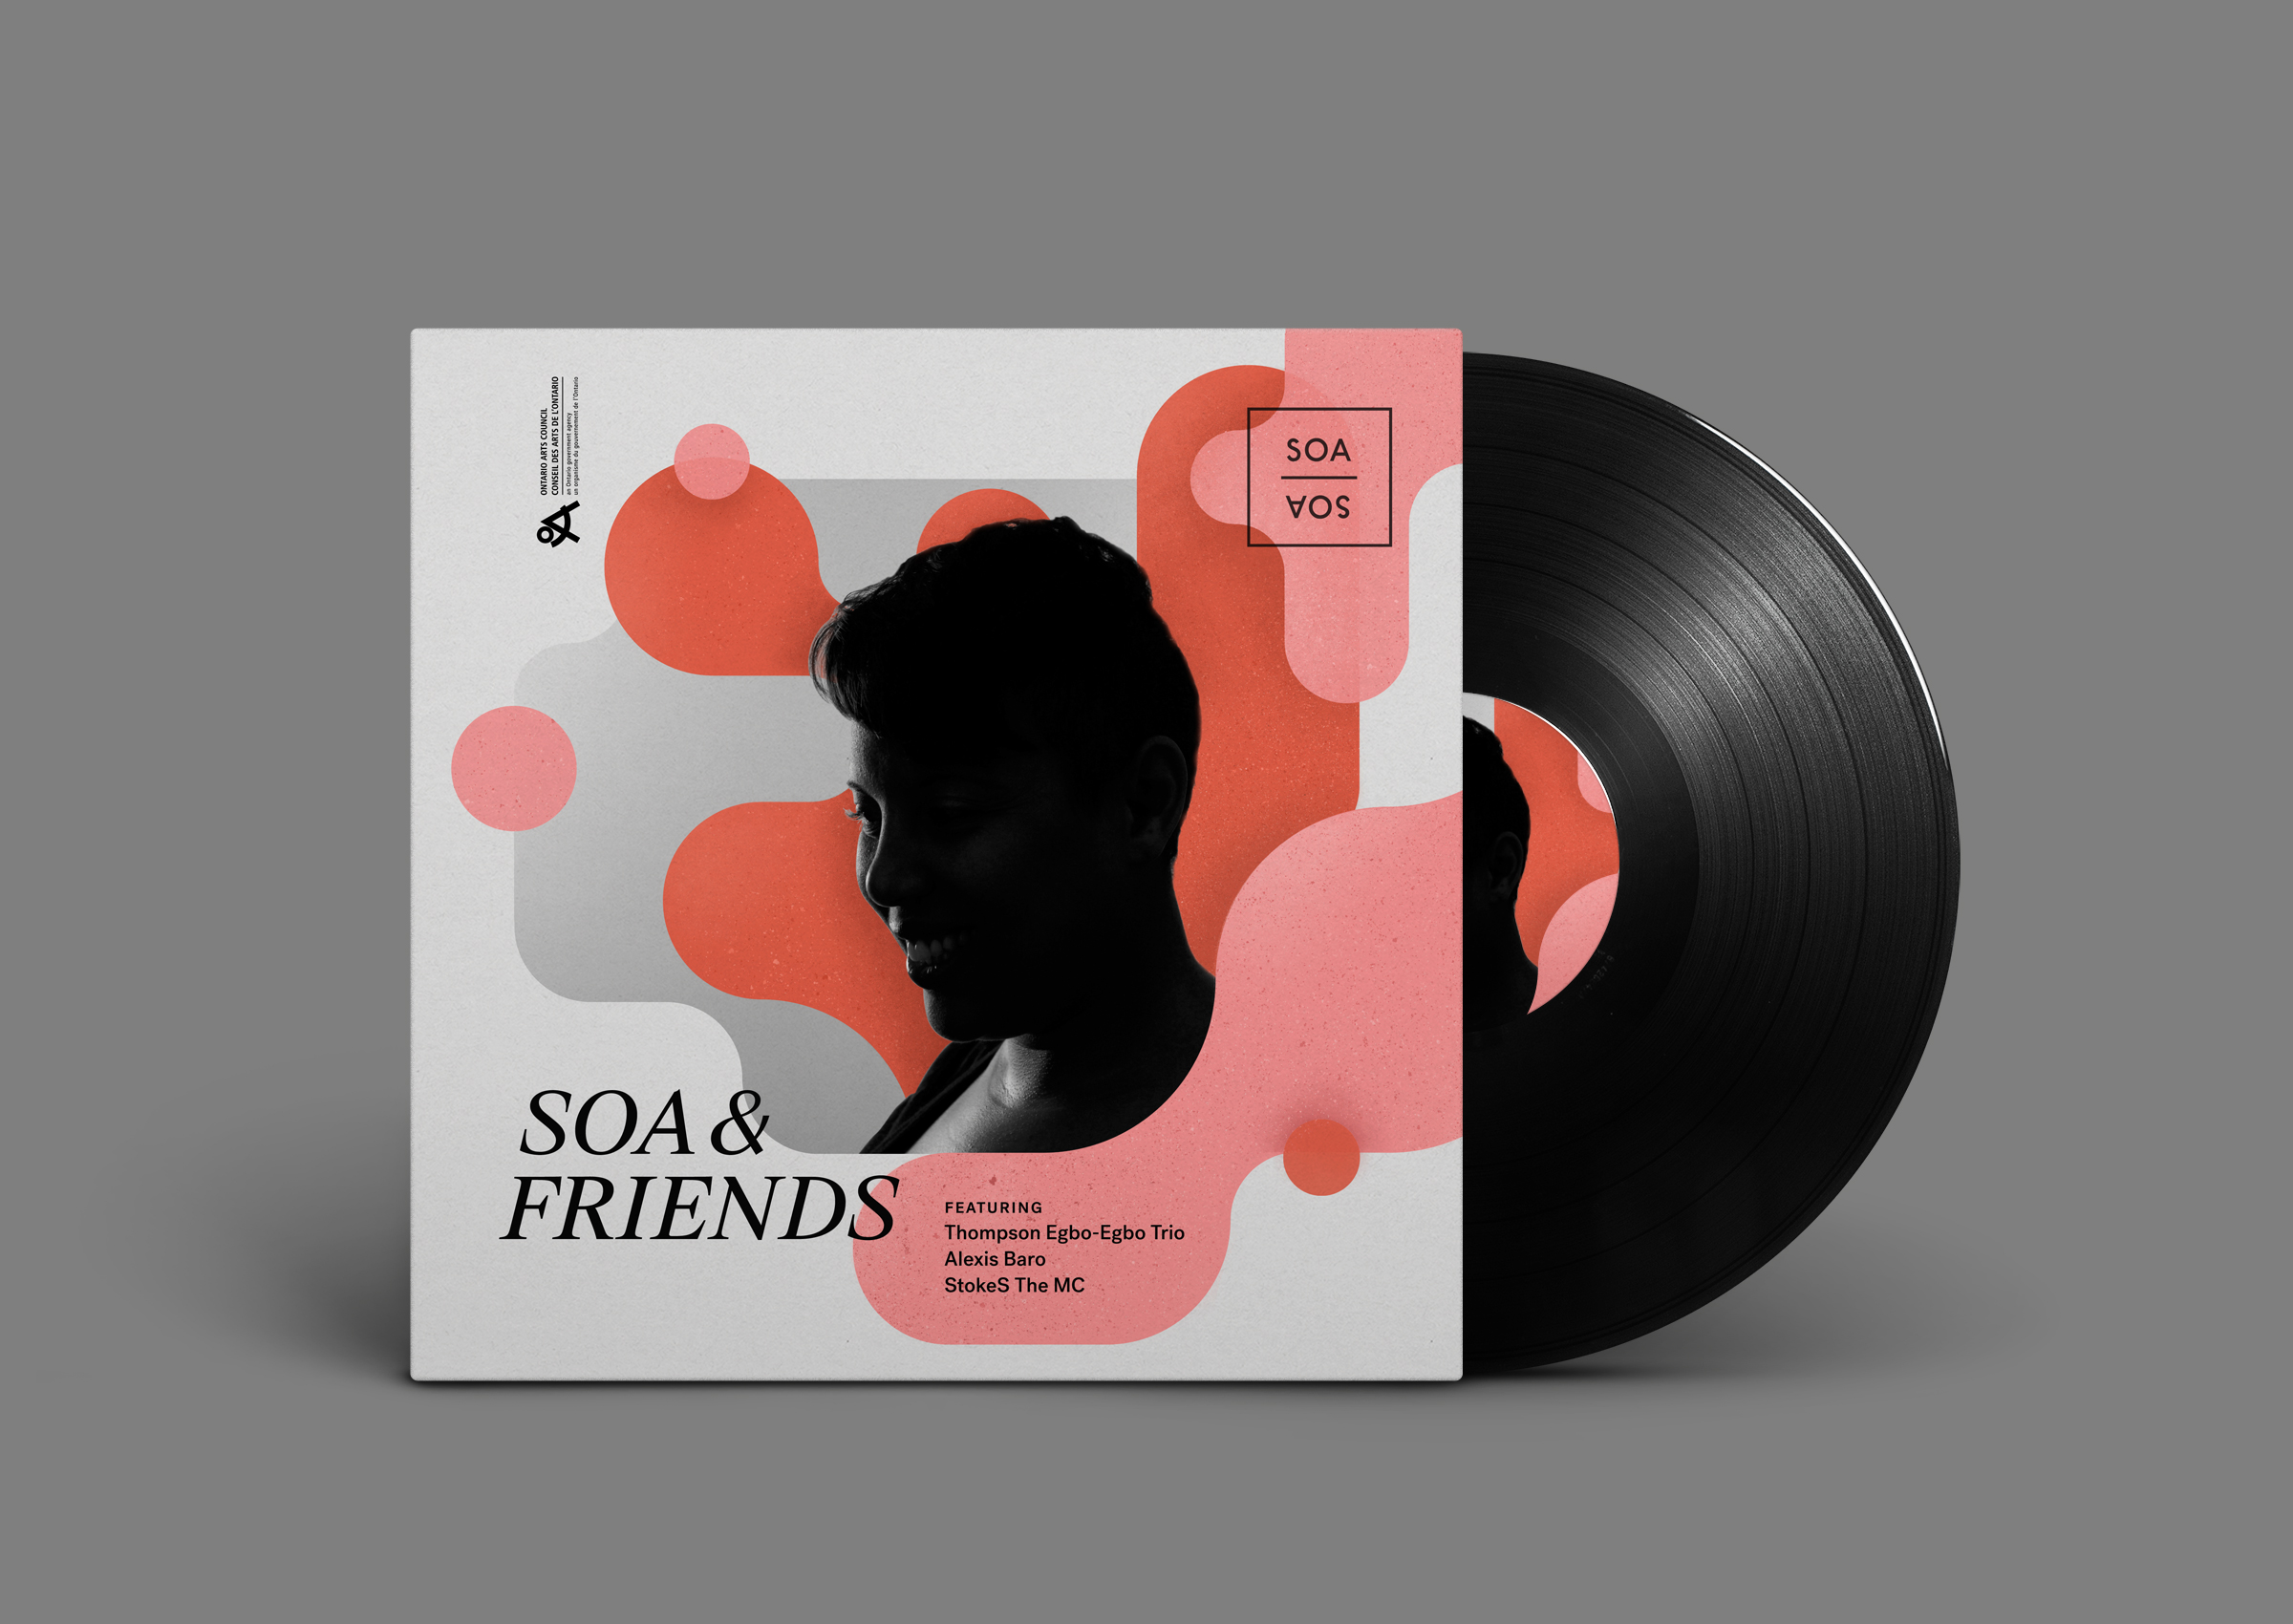 ONTARIO ARTS COUNCIL
CONSEIL DES ARTS DE L'ONTARIO
an Ontario government agency
un organisme du gouvernement de l'Ontario
SOA
SOA
SOA &
FRIENDS
FEATURING
Thompson Egbo-Egbo Trio
Alexis Baro
StokeS The MC